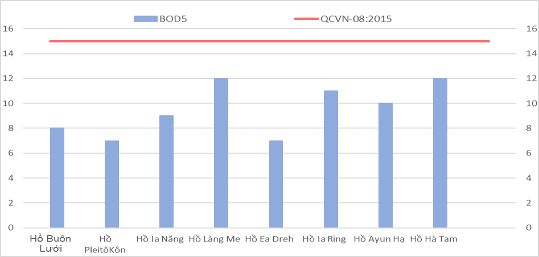 BOD5 QCVN-08:2015
16 16
14 14
12 12
10 10
8 8
6 6
4 4
2 2
0 0
Hồ Buôn Lưới
Hồ PleitôKôn
Hồ Ia Năng
Hồ Làng Me
Hồ Ea Dreh
Hồ Ia Ring
Hồ Ayun Hạ
Hồ Hà Tam